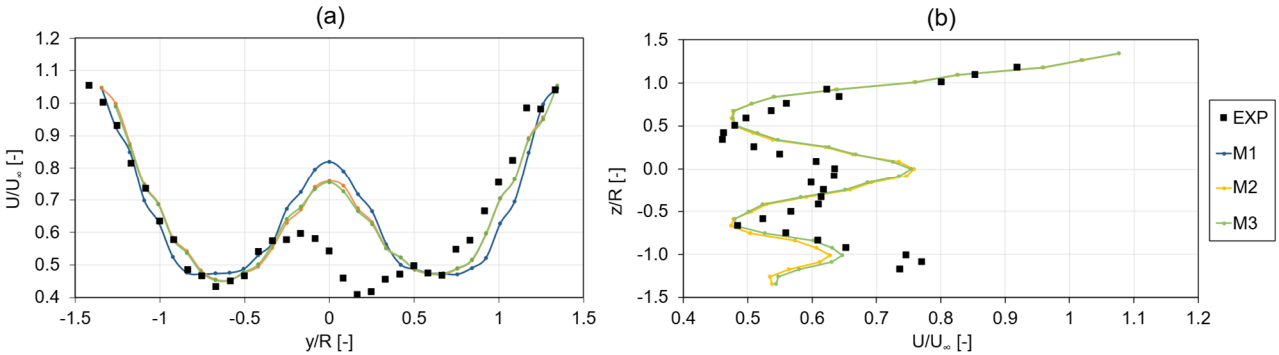 (a)
1.2
1.1
1.0
0.9
0.8
0.7
0.6
0.5
0.4
U/U∞ [-]
-1.5 -1 -0.5 0 0.5 1 1.5
y/R [-]
(b)
1.5
1.0
0.5
0.0
-0.5
-1.0
-1.5
z/R [-]
0.4 0.5 0.6 0.7 0.8 0.9 1 1.1 1.2
U/U∞ [-]
EXP
M1
M2
M3